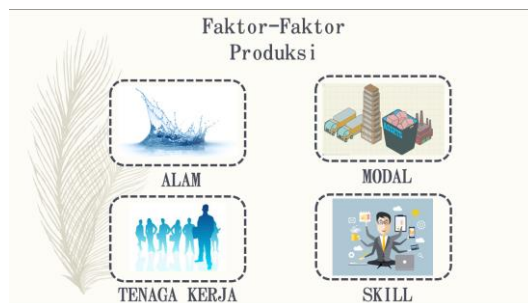 Faktor-Faktor
Produksi
ALAM
MODAL
TENAGA KERJA
SKILL